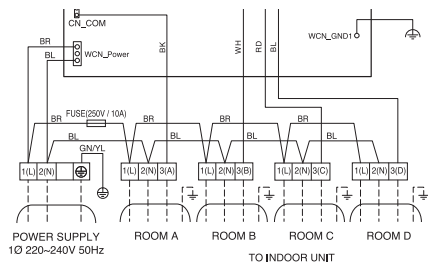 CN_COM
BR
WCN_Power
BL
BK
WH
RD
BL
WCN_GND1
FUSE(250V / 10A)
BR
BR
BR
BR
BL
BL
BL
BL
GN/YL
1(L) 2(N)
1(L) 2(N) 3(A)
1(L) 2(N) 3(B)
1(L) 2(N) 3(C)
1(L) 2(N) 3(D)
POWER SUPPLY
1Ø 220~240V 50Hz
ROOM A
ROOM B
ROOM C
ROOM D
TO INDOOR UNIT